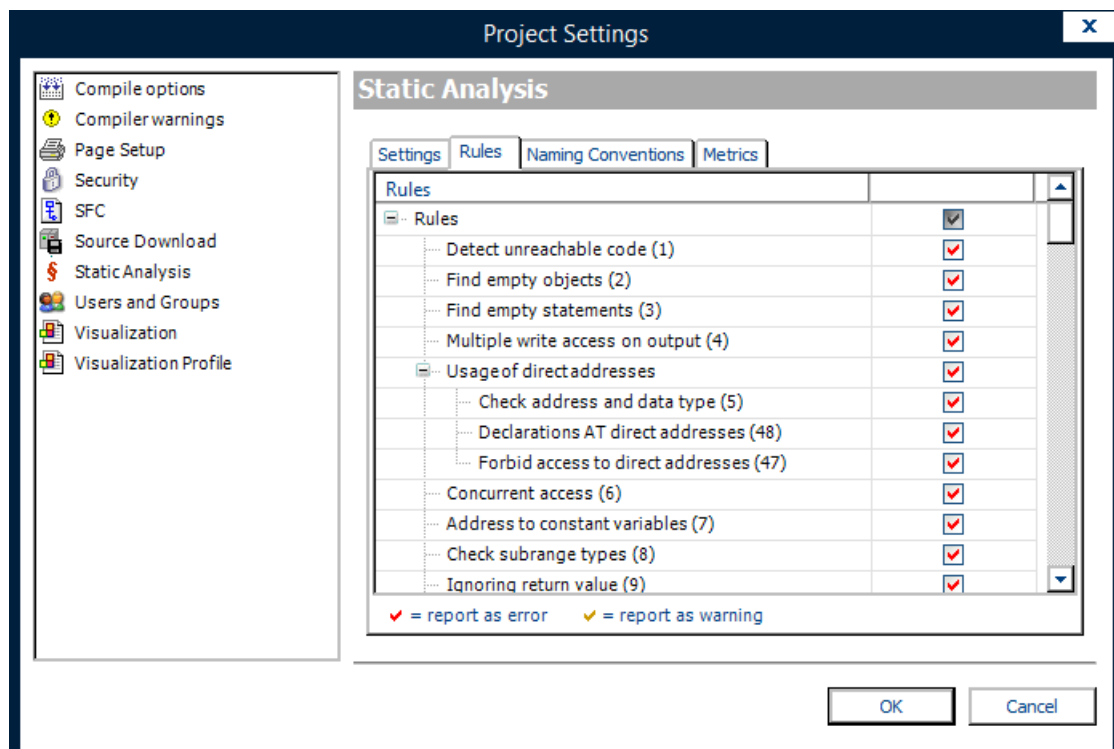 Project Settings
x
Compile options
Compiler warnings
Page Setup
Security
SFC
Source Download
Static Analysis
Users and Groups
Visualization
Visualization Profile
Static Analysis
Settings
Rules
Naming Conventions
Metrics
Rules
Rules
Detect unreachable code (1)
Find empty objects (2)
Find empty statements (3)
Multiple write access on output (4)
Usage of direct addresses
Check address and data type (5)
Declarations AT direct addresses (48)
Forbid access to direct addresses (47)
Concurrent access (6)
Address to constant variables (7)
Check subrange types (8)
Ignoring return value (9)
= report as error = report as warning
OK Cancel